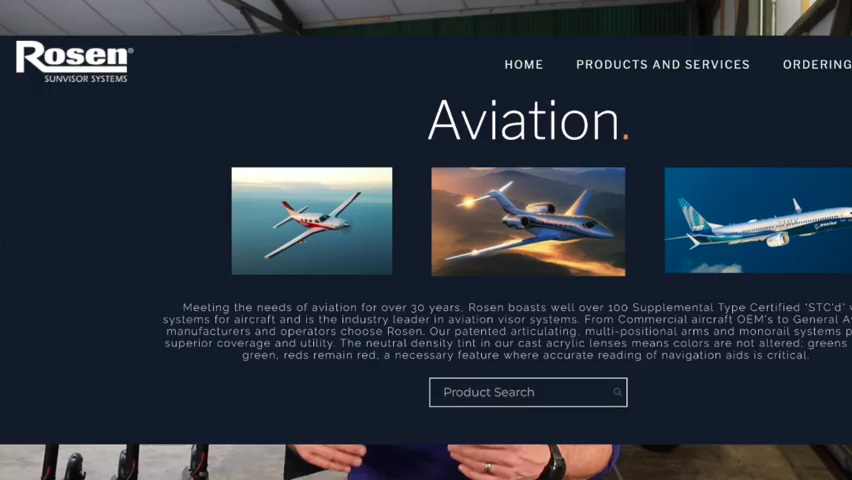 Rosen®
SUNVISOR SYSTEMS
HOME
PRODUCTS AND SERVICES
ORDERING
Aviation.
Meeting the needs of aviation for over 30 years, Rosen boasts well over 100 Supplemental Type Certified 'STC'd'
systems for aircraft and is the industry leader in aviation visor systems. From Commercial aircraft OEM's to General
manufacturers and operators choose Rosen. Our patented articulating, multi-positional arms and monorail systems
superior coverage and utility. The neutral density tint in our cast acrylic lenses means colors are not altered; greens
green, reds remain red, a necessary feature where accurate reading of navigation aids is critical.
Product Search